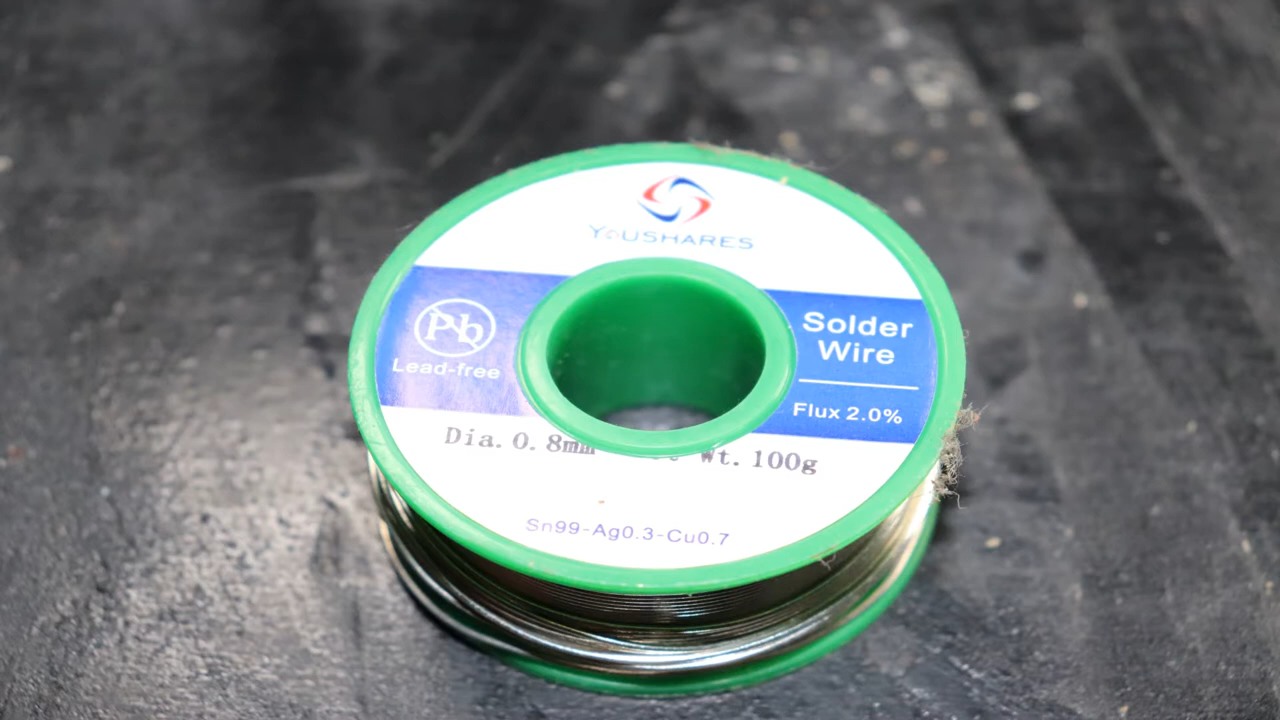 YOUSHARES
Pb
Lead-free
Solder
Wire
Flux 2.0%
Dia. 0.8mm Wt. 100g
Sn99-Ag0.3-Cu0.7